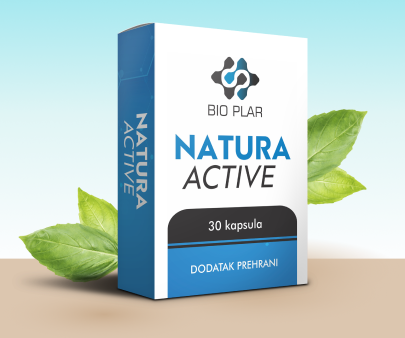 NATURA
ACTIVE
BIO PLAR
NATURA
ACTIVE
30 kapsula
DODATAK PREHRANI